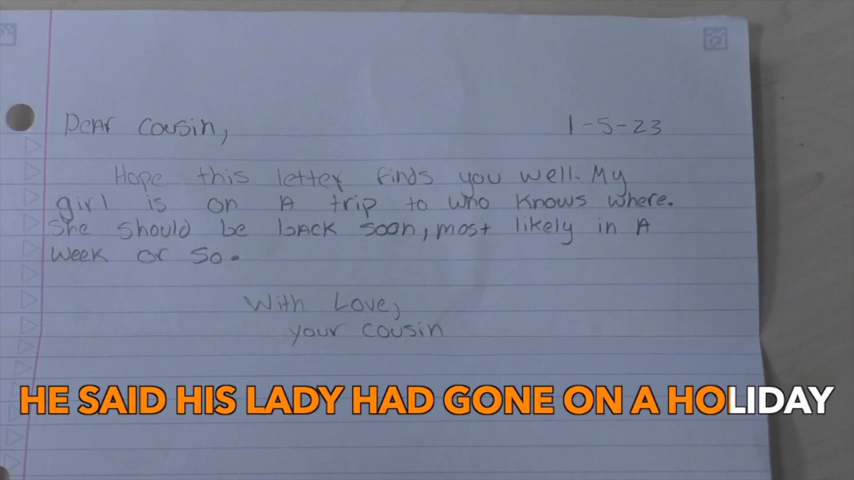 Dear Cousin,
1-5-23
Hope this letter finds you well. My
girl is on A trip to who knows where.
She should be back soon, most likely in A
week or so.
With Love,
your cousin
HE SAID HIS LADY HAD GONE ON A HOLIDAY